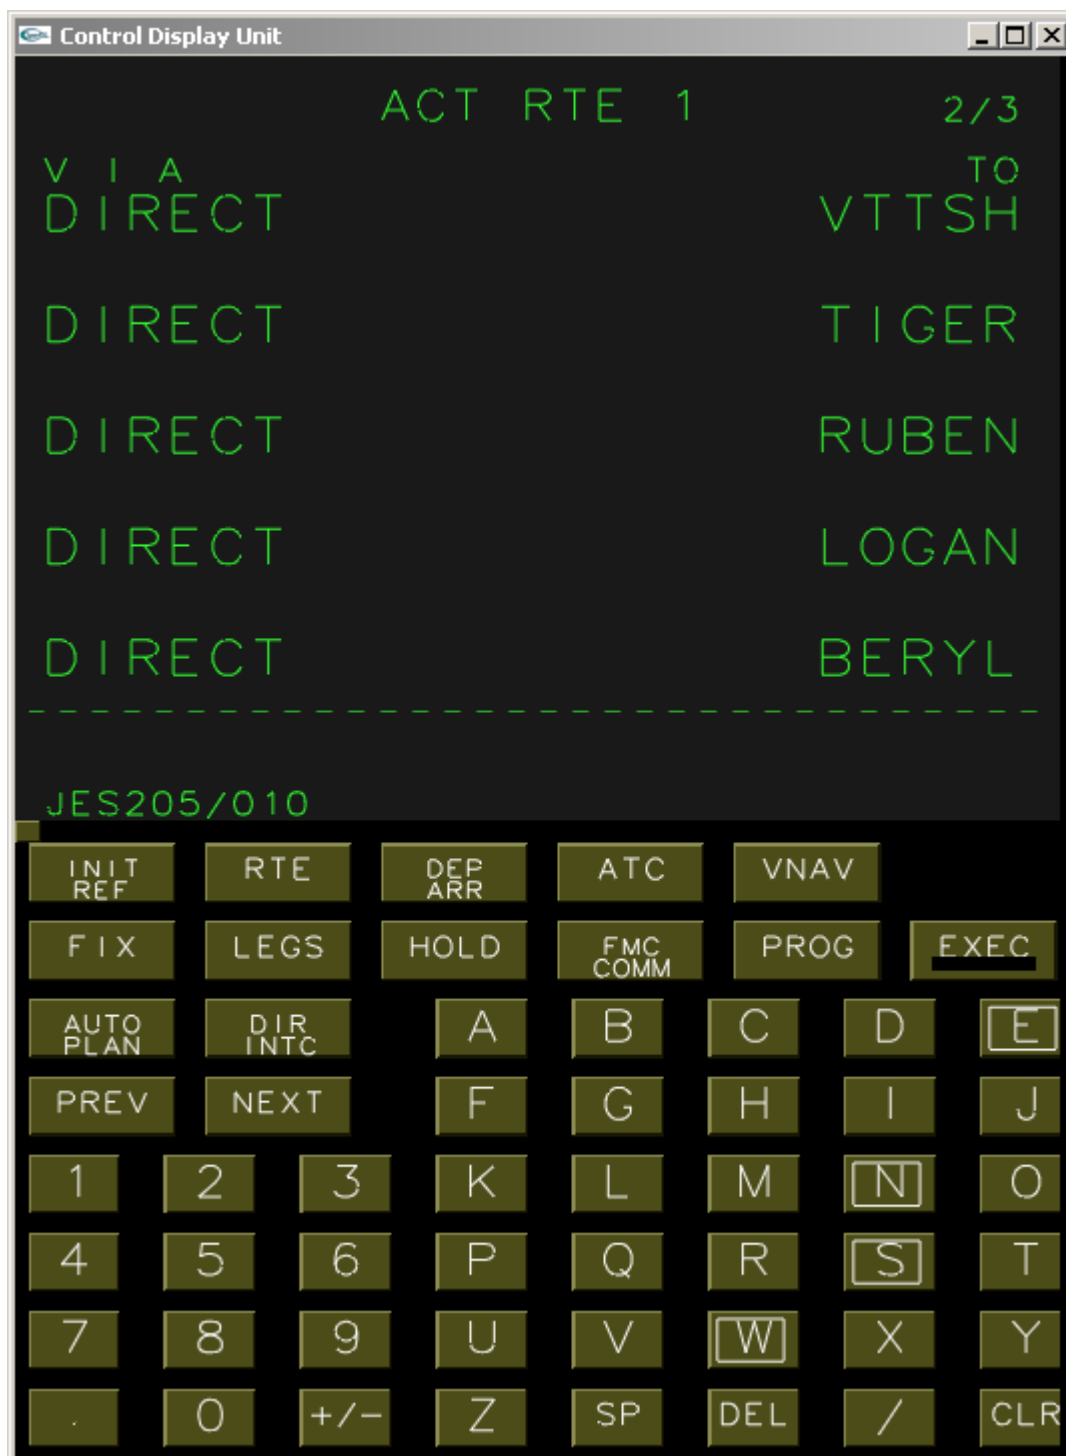 Control Display Unit
ACT RTE 1 2/3
VIA TO
DIRECT VTTSH
DIRECT TIGER
DIRECT RUBEN
DIRECT LOGAN
DIRECT BERYL
- - - - - - - - - - - - - - - - - - - - - - - - - - - -
JES205/010
INIT REF RTE DEP ARR ATC VNAV
FIX LEGS HOLD FMC COMM PROG EXEC
AUTO PLAN DIR INTC A B C D E
PREV NEXT F G H I J
1 2 3 K L M N O
4 5 6 P Q R S T
7 8 9 U V W X Y
. 0 +/- Z SP DEL / CLR